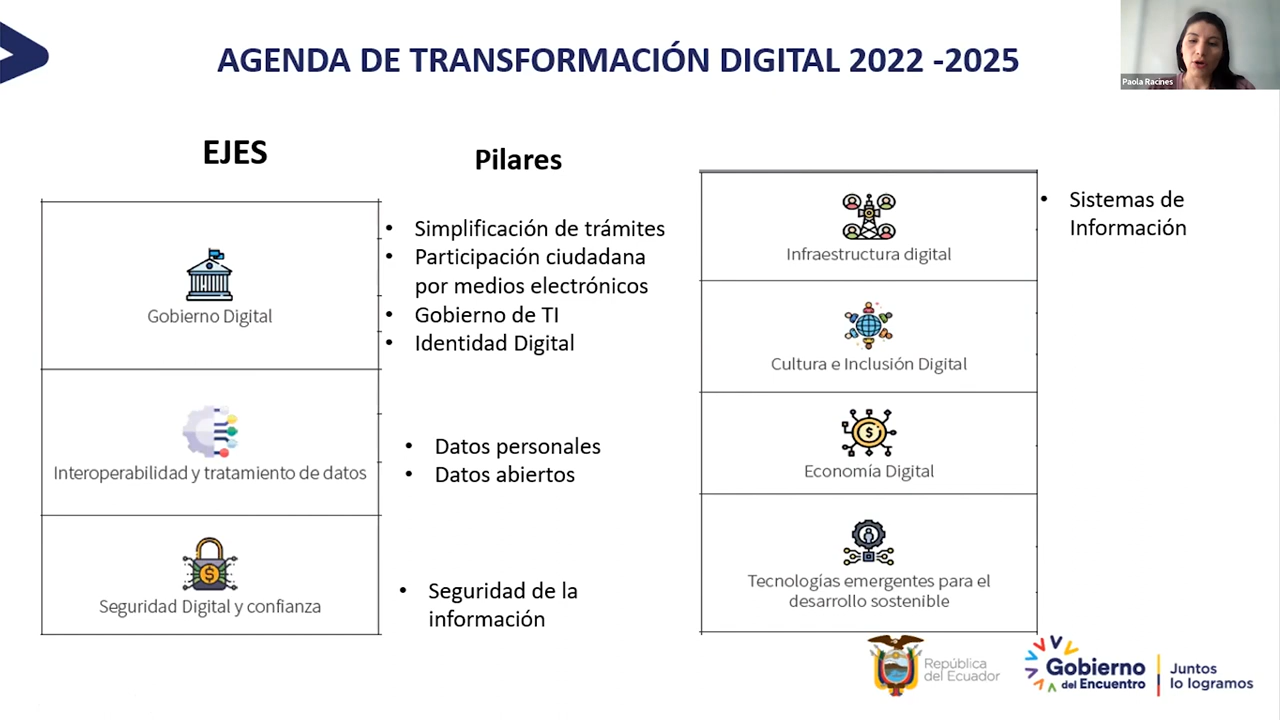 AGENDA DE TRANSFORMACIÓN DIGITAL 2022 -2025
Paola Racines
EJES
Pilares
Gobierno Digital
• Simplificación de trámites
• Participación ciudadana
por medios electrónicos
• Gobierno de TI
• Identidad Digital
Interoperabilidad y tratamiento de datos
• Datos personales
• Datos abiertos
Seguridad Digital y confianza
• Seguridad de la
información
Infraestructura digital
• Sistemas de
Información
Cultura e Inclusión Digital
Economía Digital
Tecnologías emergentes para el
desarrollo sostenible
República
del Ecuador
Gobierno
del Encuentro
Juntos
lo logramos